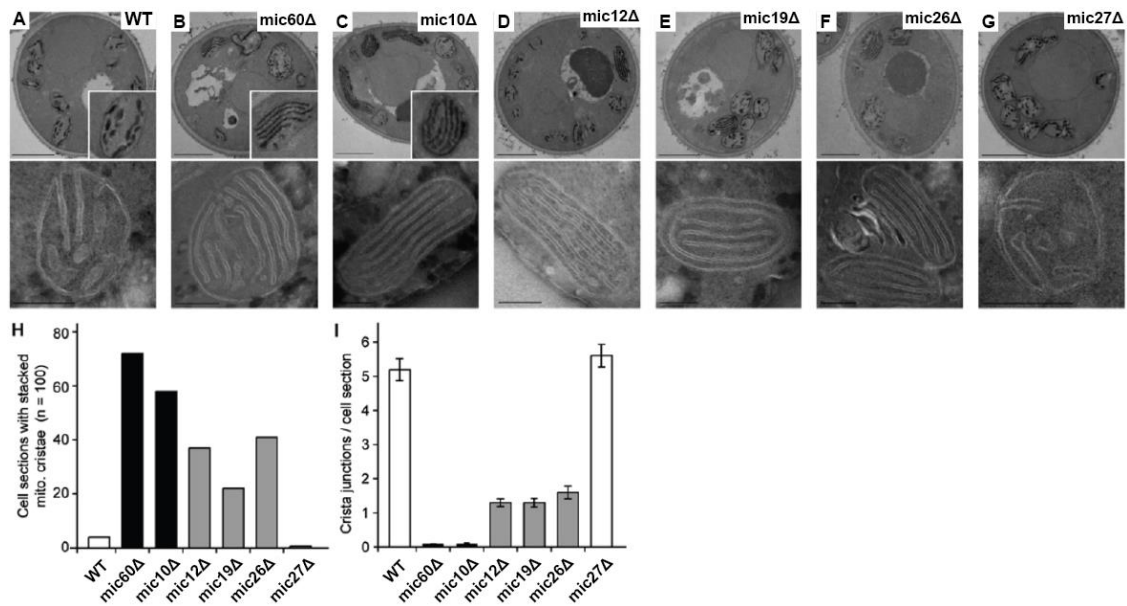 A WT
B mic60Δ
C mic10Δ
D mic12Δ
E mic19Δ
F mic26Δ
G mic27Δ
H
Cell sections with stacked
mito. cristae (n = 100)
80
60
40
20
0
WT
mic60Δ
mic10Δ
mic12Δ
mic19Δ
mic26Δ
mic27Δ
I
Crista junctions / cell section
6
5
4
3
2
1
0
WT
mic60Δ
mic10Δ
mic12Δ
mic19Δ
mic26Δ
mic27Δ